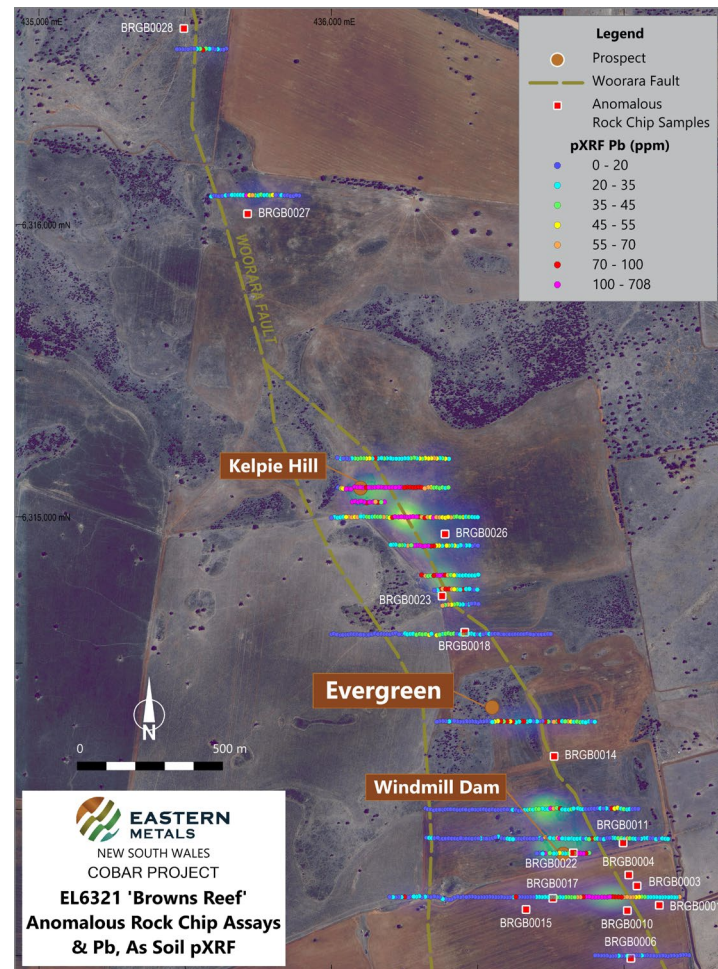 435,000 mE
436,000 mE
BRGB0028
Legend
Prospect
Woorara Fault
Anomalous
Rock Chip Samples
pXRF Pb (ppm)
0 - 20
20 - 35
35 - 45
45 - 55
55 - 70
70 - 100
100 - 708
BRGB0027
6,316,000 mN
WOORARA FAULT
Kelpie Hill
6,315,000 mN
BRGB0026
BRGB0023
BRGB0018
Evergreen
N
0
500 m
BRGB0014
Windmill Dam
BRGB0011
BRGB0022
BRGB0004
BRGB0003
BRGB0017
BRGB0015
BRGB0010
BRGB0006
EASTERN
METALS
NEW SOUTH WALES
COBAR PROJECT
EL6321 'Browns Reef'
Anomalous Rock Chip Assays
& Pb, As Soil pXRF